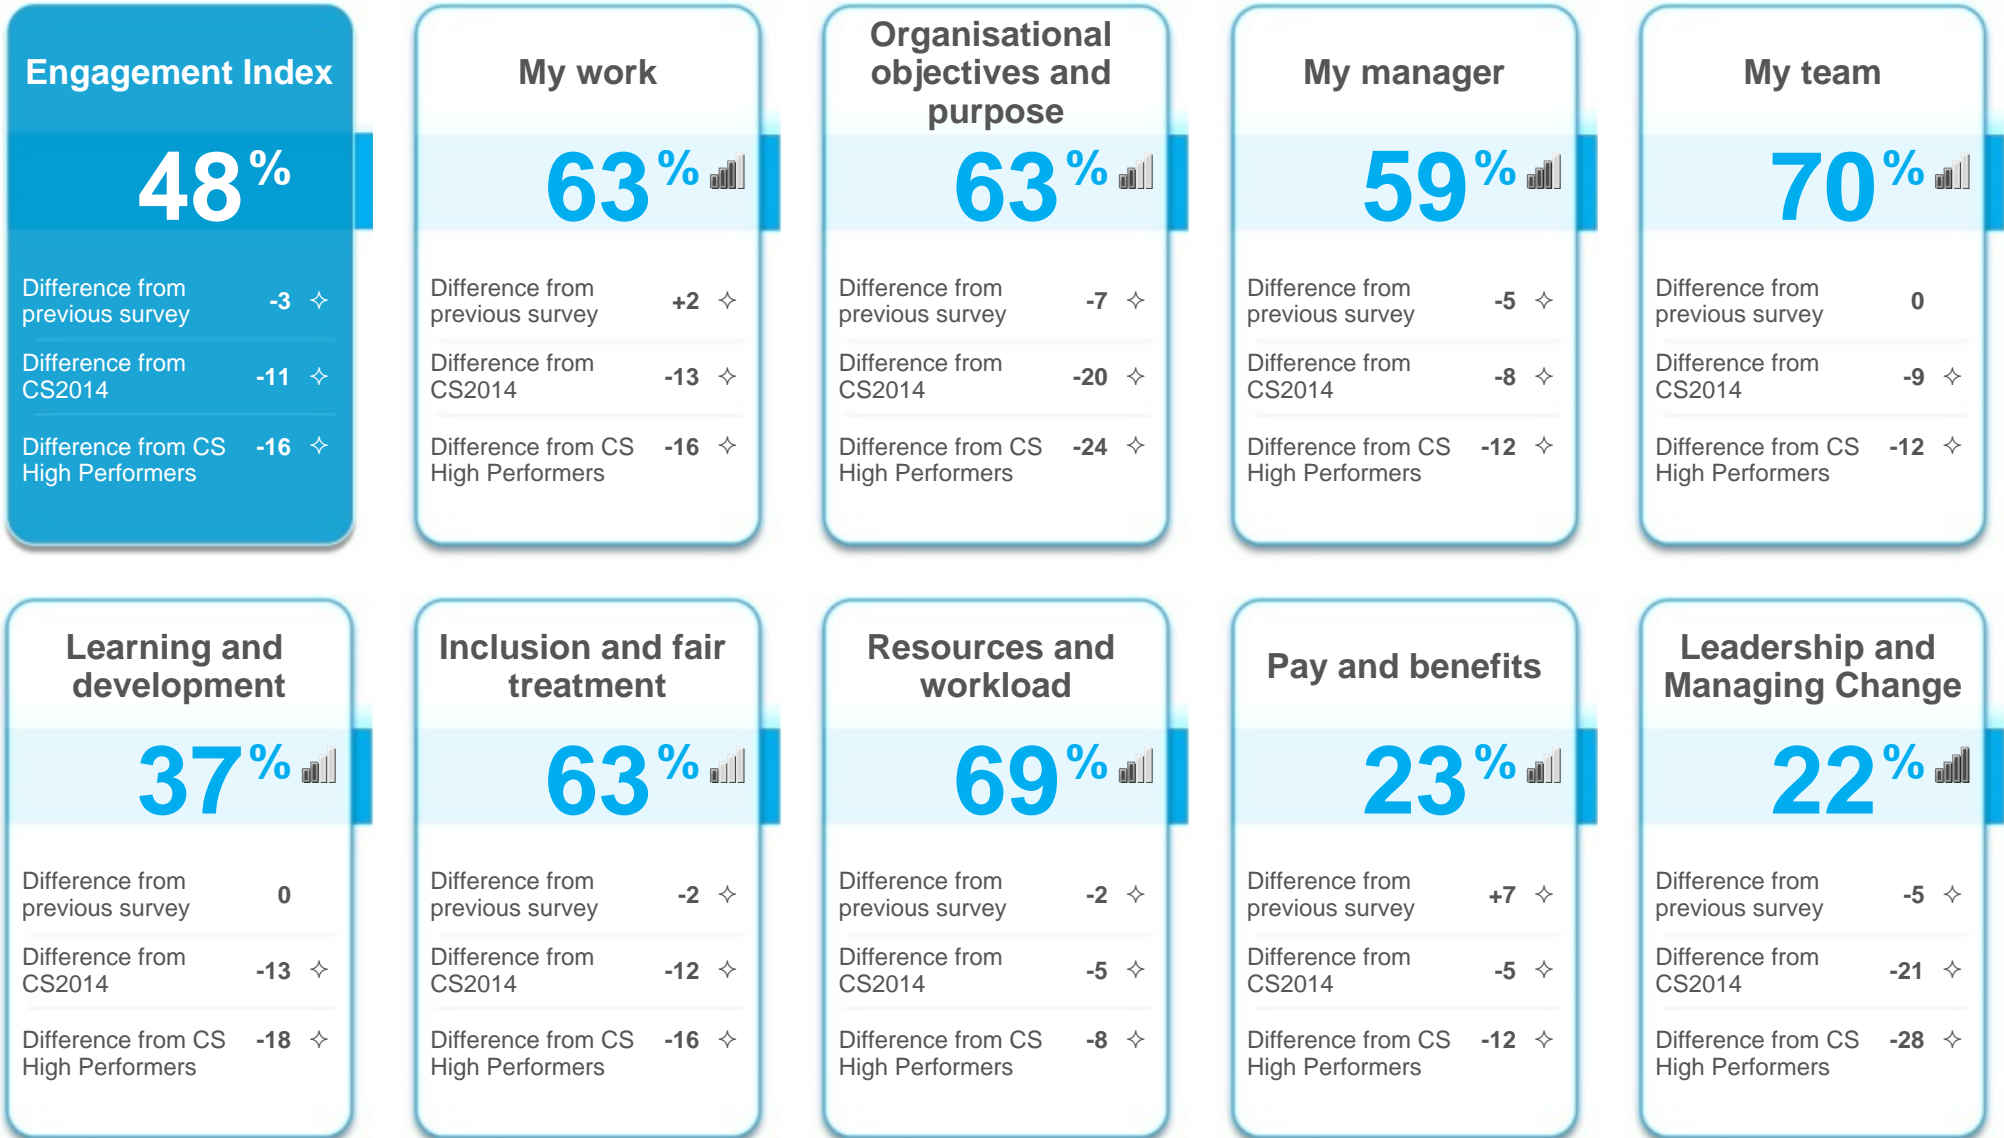 Engagement Index
48%
Difference from
previous survey
-3 ✧
Difference from
CS2014
-11 ✧
Difference from CS
High Performers
-16 ✧
My work
63%
Difference from
previous survey
+2 ✧
Difference from
CS2014
-13 ✧
Difference from CS
High Performers
-16 ✧
Organisational
objectives and
purpose
63%
Difference from
previous survey
-7 ✧
Difference from
CS2014
-20 ✧
Difference from CS
High Performers
-24 ✧
My manager
59%
Difference from
previous survey
-5 ✧
Difference from
CS2014
-8 ✧
Difference from CS
High Performers
-12 ✧
My team
70%
Difference from
previous survey
0
Difference from
CS2014
-9 ✧
Difference from CS
High Performers
-12 ✧
Learning and
development
37%
Difference from
previous survey
0
Difference from
CS2014
-13 ✧
Difference from CS
High Performers
-18 ✧
Inclusion and fair
treatment
63%
Difference from
previous survey
-2 ✧
Difference from
CS2014
-12 ✧
Difference from CS
High Performers
-16 ✧
Resources and
workload
69%
Difference from
previous survey
-2 ✧
Difference from
CS2014
-5 ✧
Difference from CS
High Performers
-8 ✧
Pay and benefits
23%
Difference from
previous survey
+7 ✧
Difference from
CS2014
-5 ✧
Difference from CS
High Performers
-12 ✧
Leadership and
Managing Change
22%
Difference from
previous survey
-5 ✧
Difference from
CS2014
-21 ✧
Difference from CS
High Performers
-28 ✧